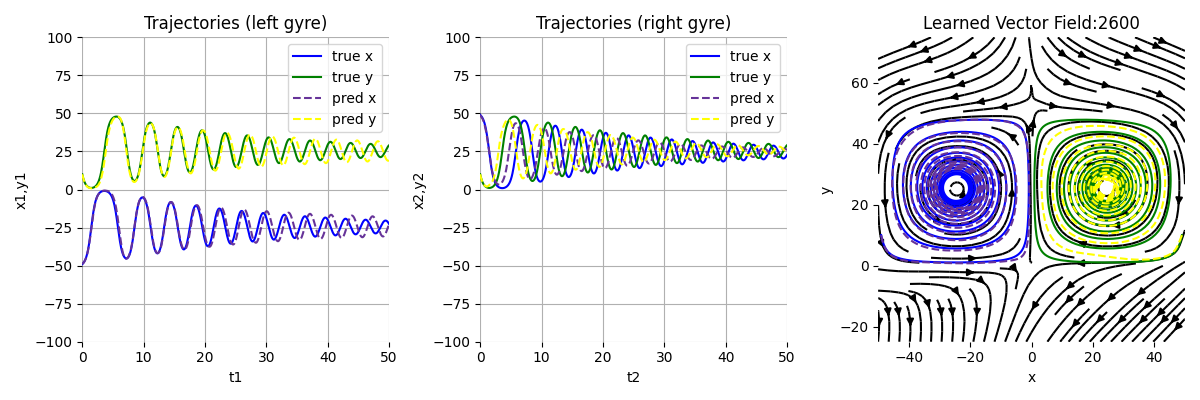 Trajectories (left gyre)
100
75
50
25
0
−25
−50
−75
−100
0 10 20 30 40 50
x1,y1
t1
true x
true y
pred x
pred y
Trajectories (right gyre)
100
75
50
25
0
−25
−50
−75
−100
0 10 20 30 40 50
x2,y2
t2
true x
true y
pred x
pred y
Learned Vector Field:2600
60
40
20
0
−20
−40 −20 0 20 40
y
x